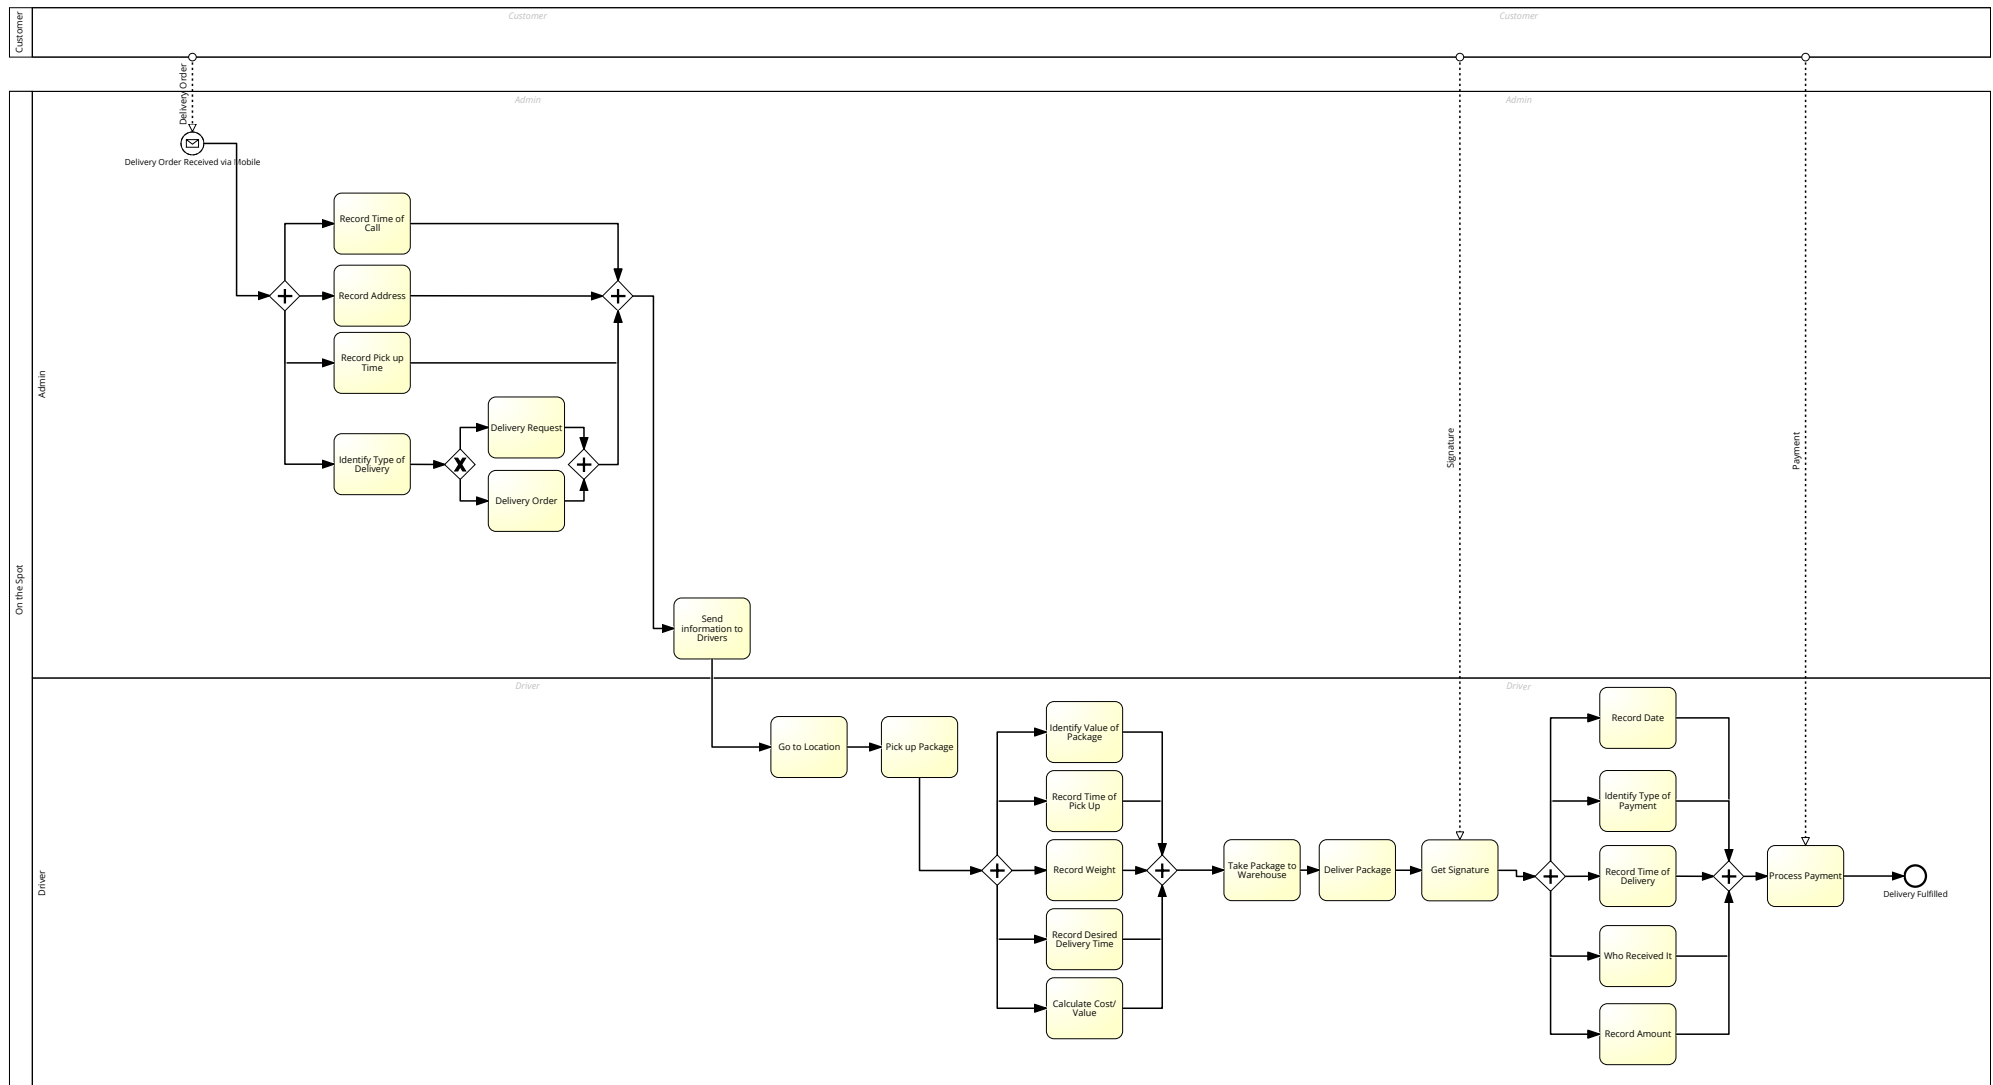 Customer
Customer
Customer
Delivery Order
On the Spot
Admin
Admin
Admin
Delivery Order Received via Mobile
Record Time of
Call
Record Address
Record Pick up
Time
Identify Type of
Delivery
Delivery Request
Delivery Order
Send
information to
Drivers
Signature
Payment
Driver
Driver
Driver
Go to Location
Pick up Package
Identify Value of
Package
Record Time of
Pick Up
Record Weight
Record Desired
Delivery Time
Calculate Cost/
Value
Take Package to
Warehouse
Deliver Package
Get Signature
Record Date
Identify Type of
Payment
Record Time of
Delivery
Who Received It
Record Amount
Process Payment
Delivery Fulfilled